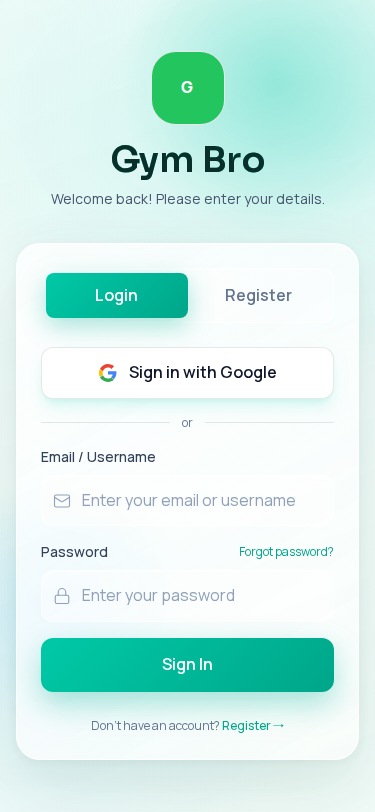 G
Gym Bro
Welcome back! Please enter your details.
Login
Register
Sign in with Google
or
Email / Username
Enter your email or username
Password
Forgot password?
Enter your password
Sign In
Don't have an account? Register →